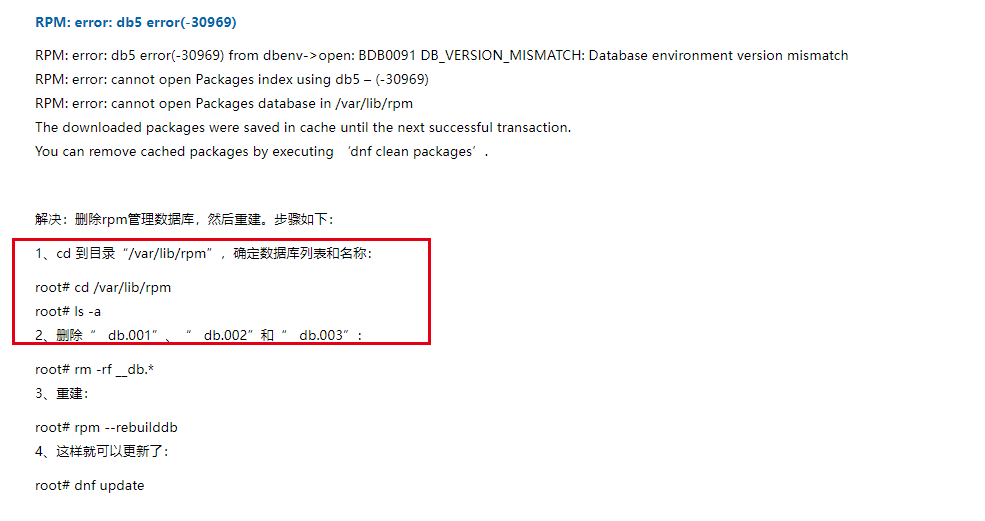 RPM: error: db5 error(-30969)
RPM: error: db5 error(-30969) from dbenv->open: BDB0091 DB_VERSION_MISMATCH: Database environment version mismatch
RPM: error: cannot open Packages index using db5 – (-30969)
RPM: error: cannot open Packages database in /var/lib/rpm
The downloaded packages were saved in cache until the next successful transaction.
You can remove cached packages by executing ‘dnf clean packages’.
解决：删除rpm管理数据库，然后重建。步骤如下：
1、cd 到目录“/var/lib/rpm”，确定数据库列表和名称：
root# cd /var/lib/rpm
root# ls -a
2、删除“ db.001”、“ db.002”和“ db.003”：
root# rm -rf __db.*
3、重建：
root# rpm --rebuilddb
4、这样就可以更新了：
root# dnf update